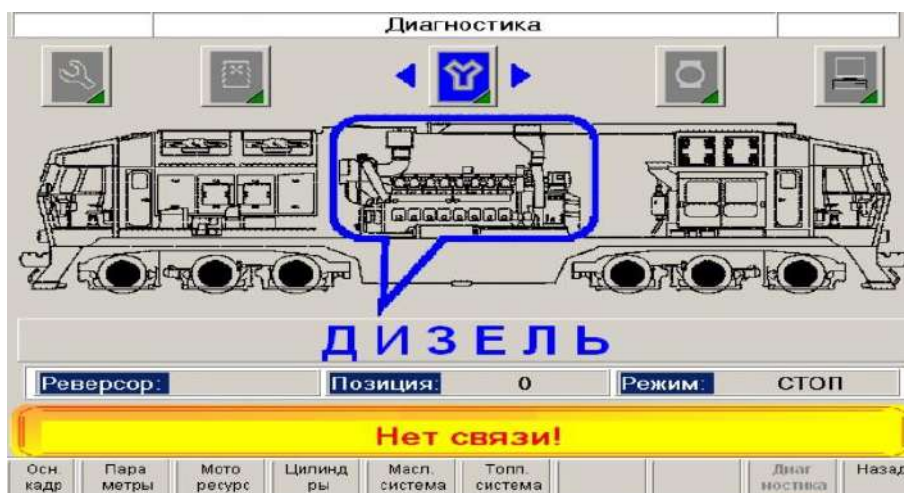 Диагностика
ДИЗЕЛЬ
Реверсор: Позиция: 0 Режим: СТОП
Нет связи!
Осн. Пара Мото Цилинд Масл. Топл. Диаг Назад
кадр метры ресурс ры система система ностика